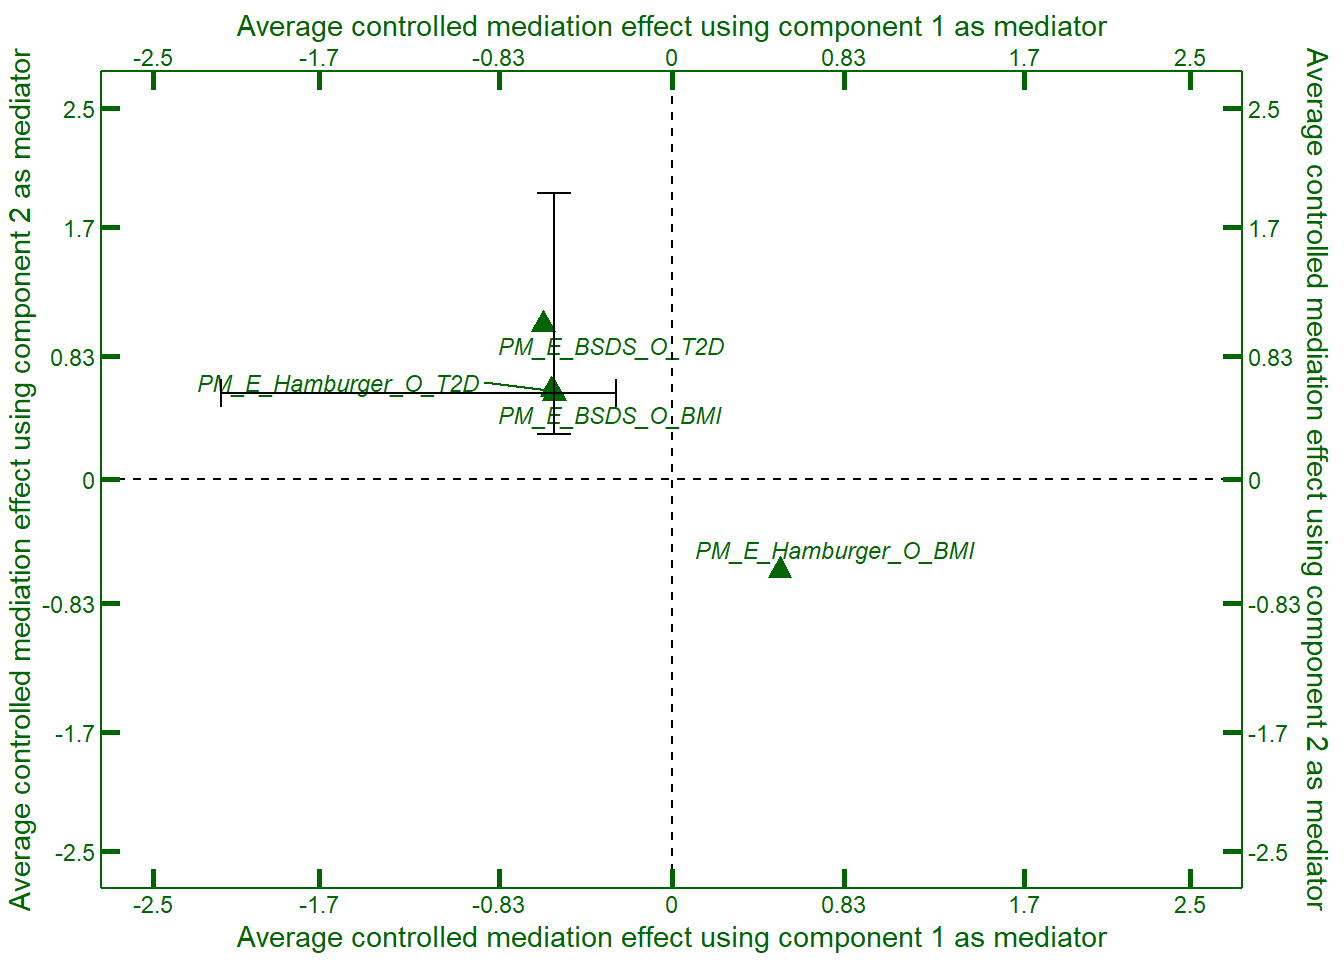 Average controlled mediation effect using component 1 as mediator
-2.5 -1.7 -0.83 0 0.83 1.7 2.5
Average controlled mediation effect using component 2 as mediator
2.5
1.7
0.83
0
-0.83
-1.7
-2.5
PM_E_BSDS_O_T2D
PM_E_Hamburger_O_T2D
PM_E_BSDS_O_BMI
PM_E_Hamburger_O_BMI
2.5
1.7
0.83
0
-0.83
-1.7
-2.5
Average controlled mediation effect using component 2 as mediator
-2.5 -1.7 -0.83 0 0.83 1.7 2.5
Average controlled mediation effect using component 1 as mediator